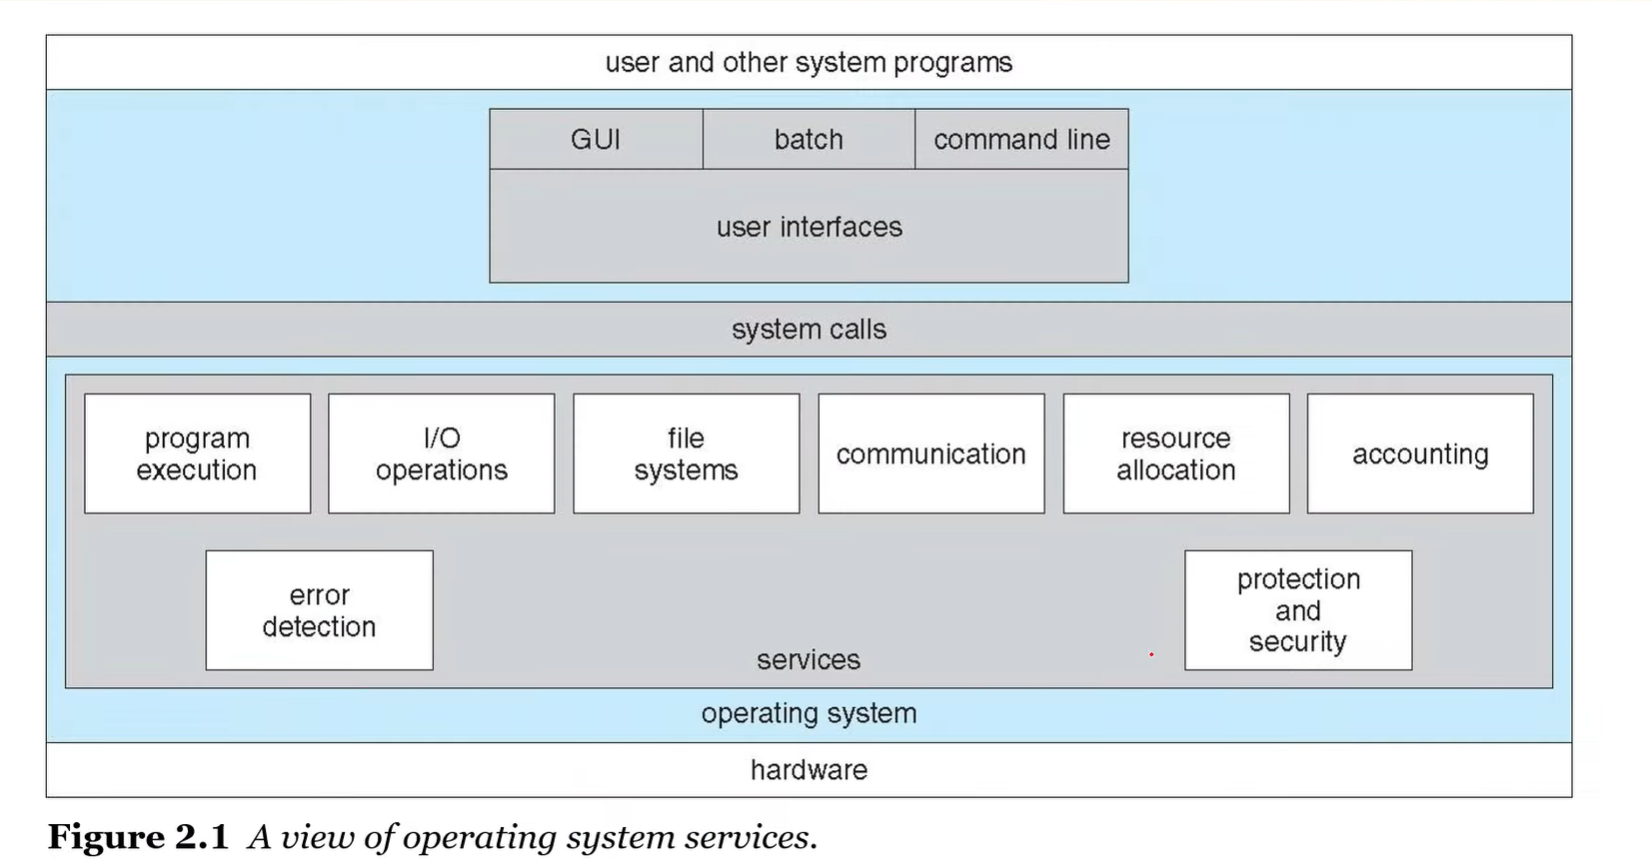 user and other system programs
GUI
batch
command line
user interfaces
system calls
program
execution
I/O
operations
file
systems
communication
resource
allocation
accounting
error
detection
protection
and
security
services
operating system
hardware
Figure 2.1 A view of operating system services.